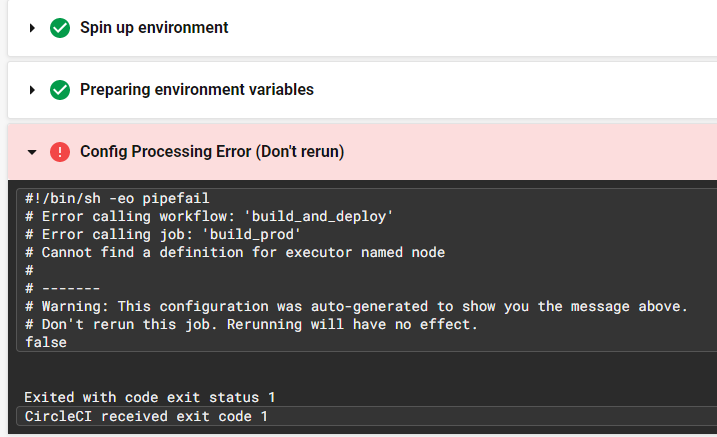 Spin up environment
Preparing environment variables
Config Processing Error (Don't rerun)
#!/bin/sh -eo pipefail
# Error calling workflow: 'build_and_deploy'
# Error calling job: 'build_prod'
# Cannot find a definition for executor named node
#
# -------
# Warning: This configuration was auto-generated to show you the message above.
# Don't rerun this job. Rerunning will have no effect.
false
Exited with code exit status 1
CircleCI received exit code 1